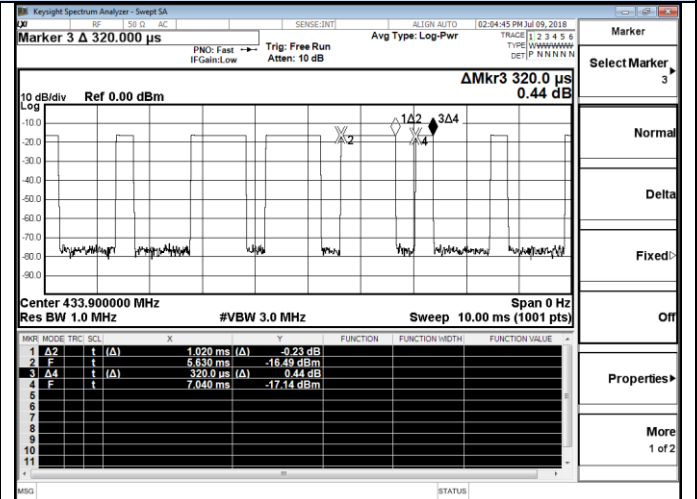 Keysight Spectrum Analyzer - Swept SA
RF 50 Ω AC SENSE:INT ALIGN AUTO 02:04:45 PM Jul 09, 2018
Marker 3 Δ 320.000 µs
PNO: Fast
IFGain:Low
Trig: Free Run
Atten: 10 dB
Avg Type: Log-Pwr
TRACE 1 2 3 4 5 6
TYPE WWWWWW
DET P N N N N N
ΔMkr3 320.0 µs
0.44 dB
10 dB/div Ref 0.00 dBm
Log
-10.0
-20.0
-30.0
-40.0
-50.0
-60.0
-70.0
-80.0
-90.0
2
1Δ2
4
3Δ4
Center 433.900000 MHz Span 0 Hz
Res BW 1.0 MHz #VBW 3.0 MHz Sweep 10.00 ms (1001 pts)
MKR MODE TRC SCL X Y FUNCTION FUNCTION WIDTH FUNCTION VALUE
1 Δ2 t (Δ) 1.020 ms (Δ) -0.23 dB
2 F t 5.630 ms -16.49 dBm
3 Δ4 t (Δ) 320.0 µs (Δ) 0.44 dB
4 F t 7.040 ms -17.14 dBm
5
6
7
8
9
10
11
MSG STATUS
Marker
Select Marker
3
Normal
Delta
Fixed
Off
Properties
More
1 of 2